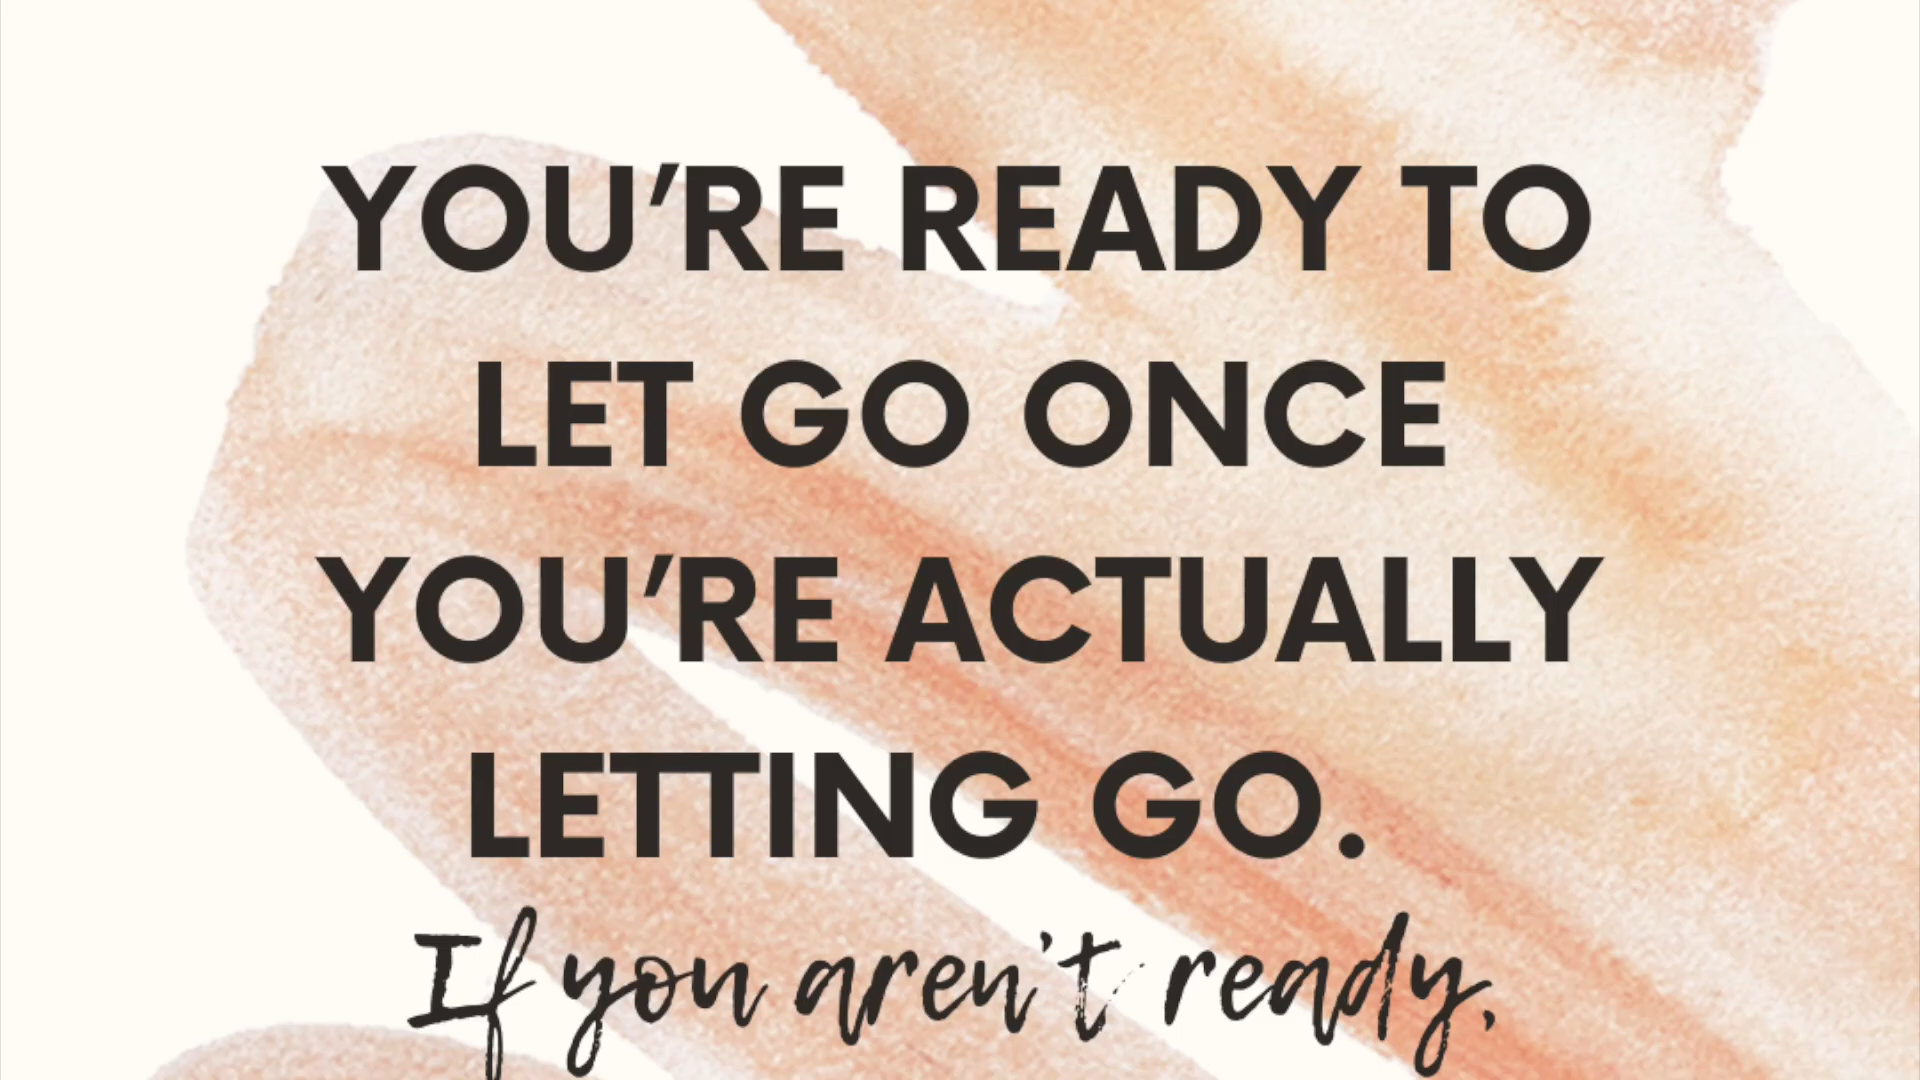 YOU’RE READY TO
LET GO ONCE
YOU’RE ACTUALLY
LETTING GO.
If you aren't ready,